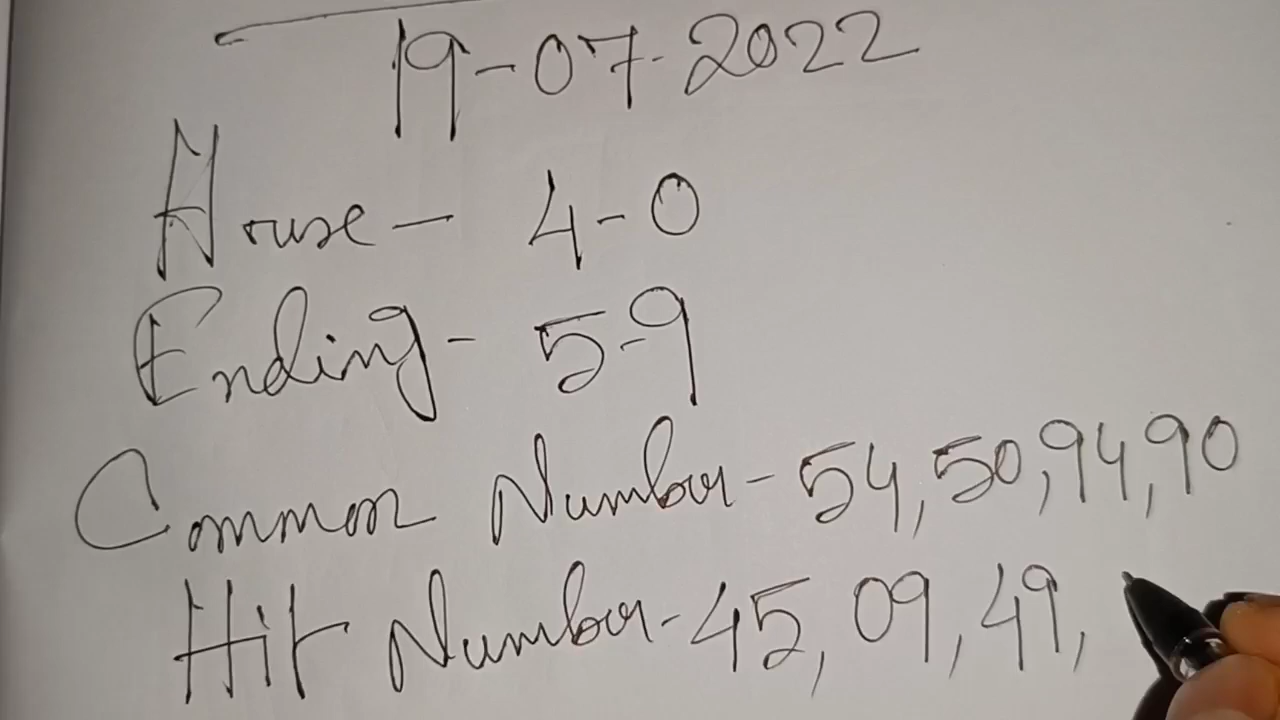 19-07-2022
House - 4-0
Ending - 5-9
Common Number - 54, 50, 94, 90
Hit Number - 45, 09, 49,